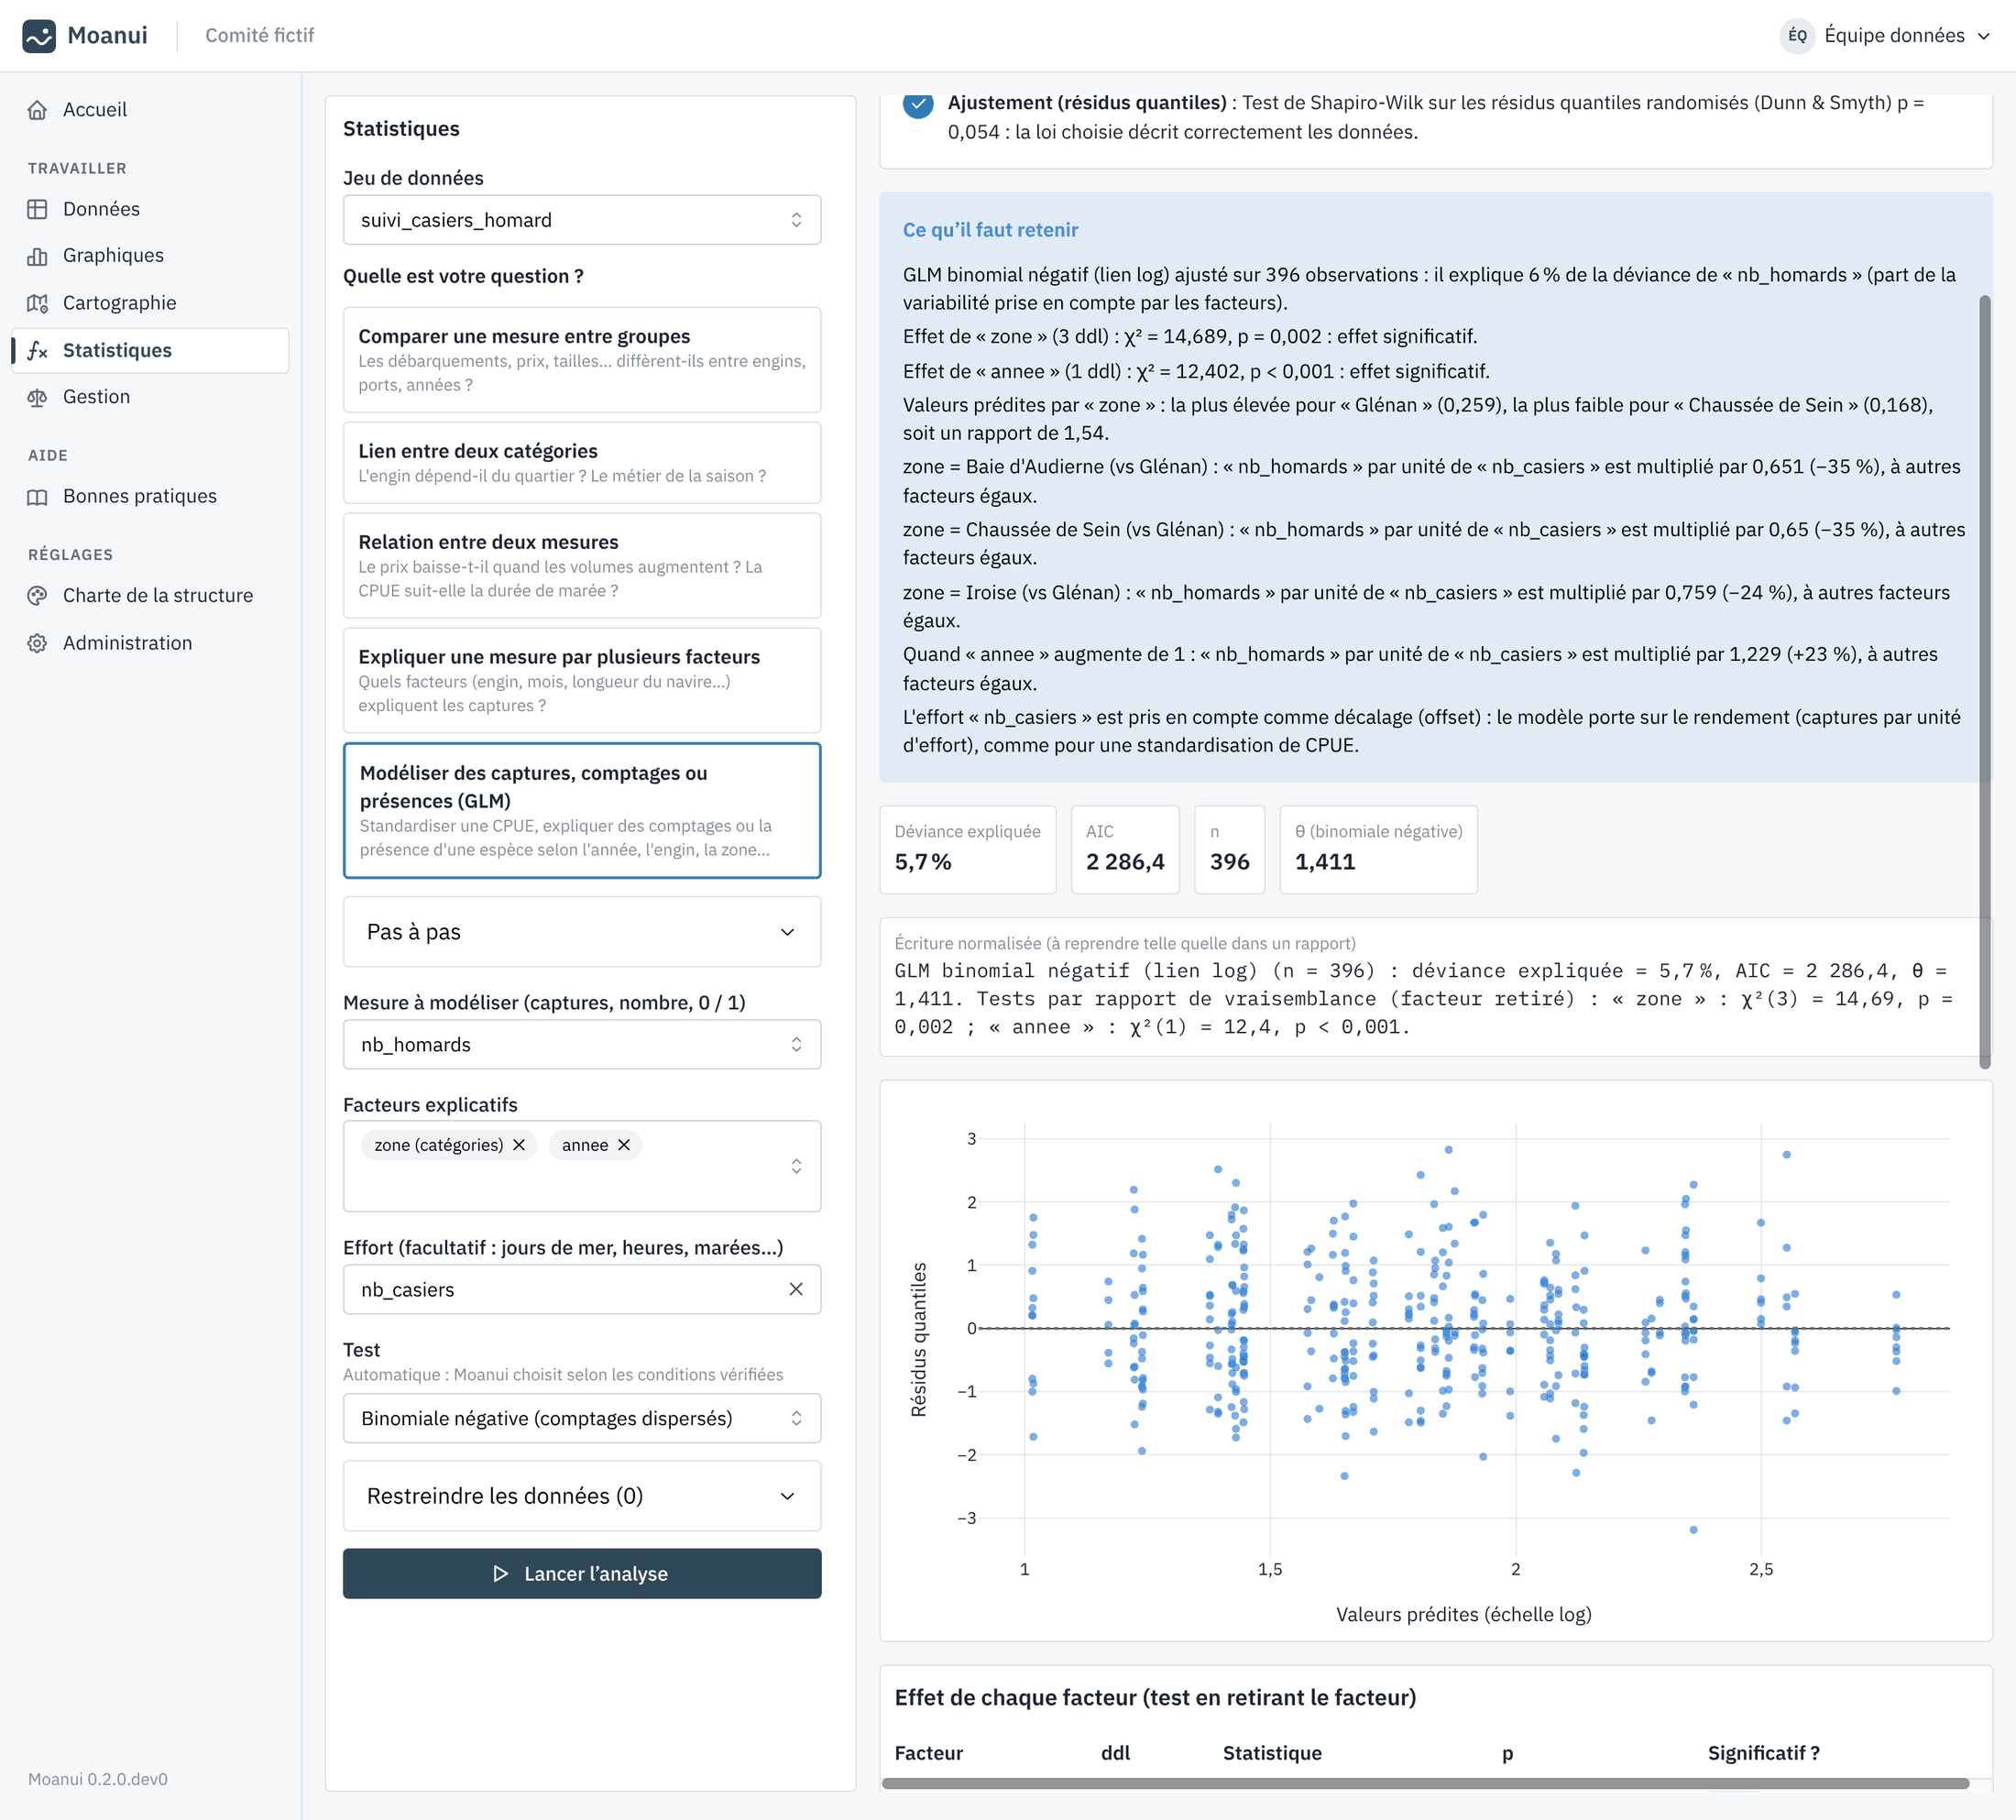 Moanui
Comité fictif
ÉQ
Équipe données
Accueil
TRAVAILLER
Données
Graphiques
Cartographie
Statistiques
Gestion
AIDE
Bonnes pratiques
RÉGLAGES
Charte de la structure
Administration
Moanui 0.2.0.dev0
Statistiques
Jeu de données
suivi_casiers_homard
Quelle est votre question ?
Comparer une mesure entre groupes
Les débarquements, prix, tailles… diffèrent-ils entre engins,
ports, années ?
Lien entre deux catégories
L'engin dépend-il du quartier ? Le métier de la saison ?
Relation entre deux mesures
Le prix baisse-t-il quand les volumes augmentent ? La
CPUE suit-elle la durée de marée ?
Expliquer une mesure par plusieurs facteurs
Quels facteurs (engin, mois, longueur du navire…)
expliquent les captures ?
Modéliser des captures, comptages ou
présences (GLM)
Standardiser une CPUE, expliquer des comptages ou la
présence d'une espèce selon l'année, l'engin, la zone…
Pas à pas
Mesure à modéliser (captures, nombre, 0 / 1)
nb_homards
Facteurs explicatifs
zone (catégories)
annee
Effort (facultatif : jours de mer, heures, marées…)
nb_casiers
Test
Automatique : Moanui choisit selon les conditions vérifiées
Binomiale négative (comptages dispersés)
Restreindre les données (0)
Lancer l’analyse
Ajustement (résidus quantiles) : Test de Shapiro-Wilk sur les résidus quantiles randomisés (Dunn & Smyth) p =
0,054 : la loi choisie décrit correctement les données.
Ce qu’il faut retenir
GLM binomial négatif (lien log) ajusté sur 396 observations : il explique 6 % de la déviance de « nb_homards » (part de la
variabilité prise en compte par les facteurs).
Effet de « zone » (3 ddl) : χ² = 14,689, p = 0,002 : effet significatif.
Effet de « annee » (1 ddl) : χ² = 12,402, p < 0,001 : effet significatif.
Valeurs prédites par « zone » : la plus élevée pour « Glénan » (0,259), la plus faible pour « Chaussée de Sein » (0,168),
soit un rapport de 1,54.
zone = Baie d'Audierne (vs Glénan) : « nb_homards » par unité de « nb_casiers » est multiplié par 0,651 (−35 %), à autres
facteurs égaux.
zone = Chaussée de Sein (vs Glénan) : « nb_homards » par unité de « nb_casiers » est multiplié par 0,65 (−35 %), à autres
facteurs égaux.
zone = Iroise (vs Glénan) : « nb_homards » par unité de « nb_casiers » est multiplié par 0,759 (−24 %), à autres facteurs
égaux.
Quand « annee » augmente de 1 : « nb_homards » par unité de « nb_casiers » est multiplié par 1,229 (+23 %), à autres
facteurs égaux.
L'effort « nb_casiers » est pris en compte comme décalage (offset) : le modèle porte sur le rendement (captures par unité
d'effort), comme pour une standardisation de CPUE.
Déviance expliquée
5,7 %
AIC
2 286,4
n
396
θ (binomiale négative)
1,411
Écriture normalisée (à reprendre telle quelle dans un rapport)
GLM binomial négatif (lien log) (n = 396) : déviance expliquée = 5,7 %, AIC = 2 286,4, θ =
1,411. Tests par rapport de vraisemblance (facteur retiré) : « zone » : χ²(3) = 14,69, p =
0,002 ; « annee » : χ²(1) = 12,4, p < 0,001.
3
2
1
0
−1
−2
−3
Résidus quantiles
1
1,5
2
2,5
Valeurs prédites (échelle log)
Effet de chaque facteur (test en retirant le facteur)
Facteur ddl Statistique p Significatif ?